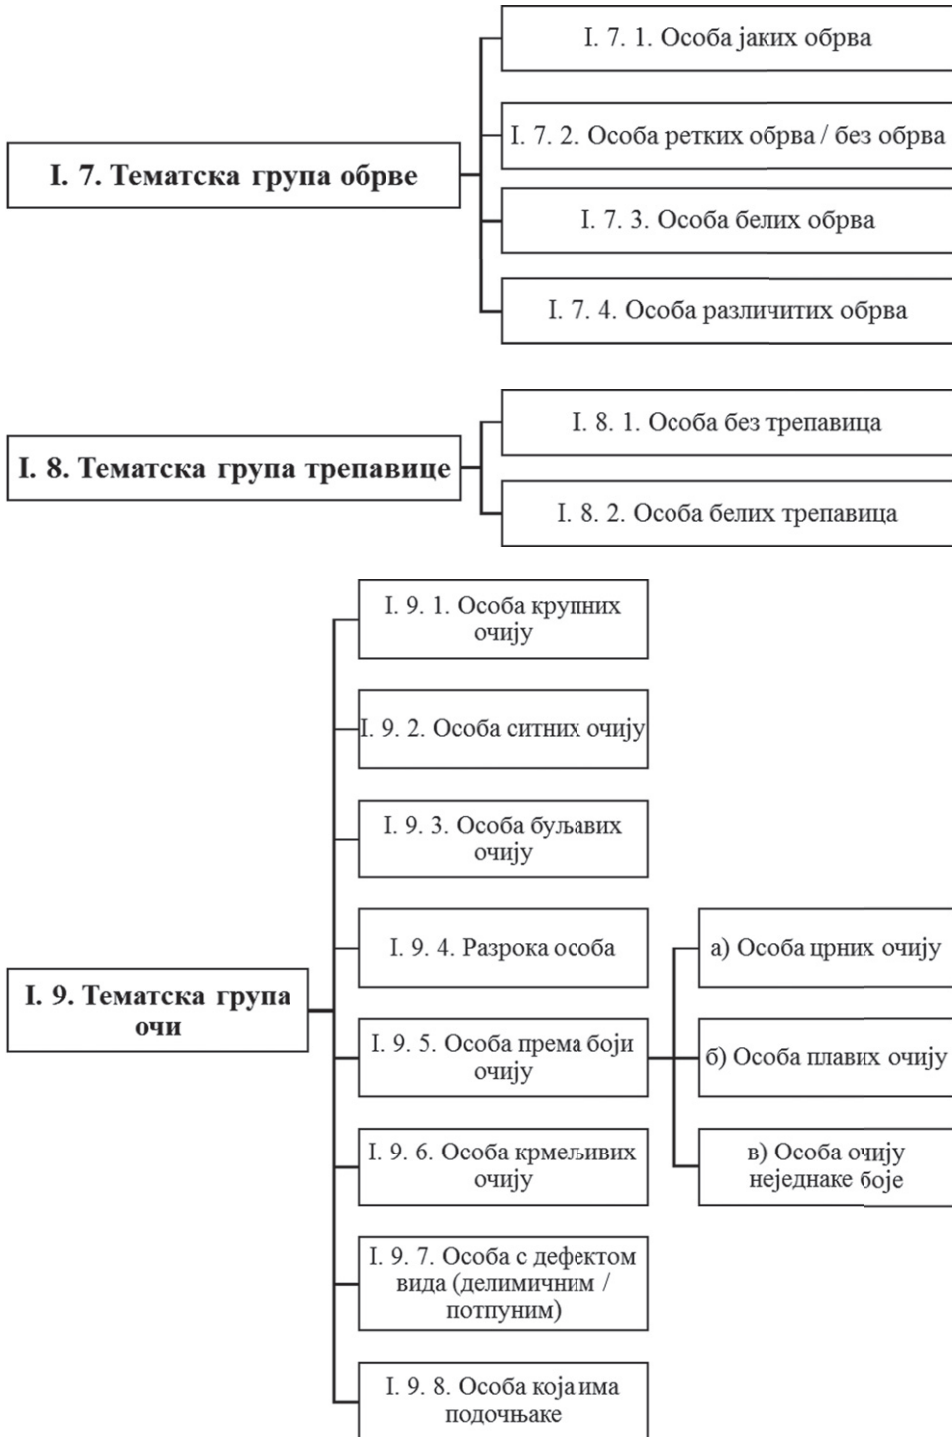 I. 7. Тематска група обрве
I. 7. 1. Особа јаких обрва
I. 7. 2. Особа ретких обрва / без обрва
I. 7. 3. Особа белих обрва
I. 7. 4. Особа различитих обрва
I. 8. Тематска група трепавице
I. 8. 1. Особа без трепавица
I. 8. 2. Особа белих трепавица
I. 9. Тематска група
очи
I. 9. 1. Особа крупних
очију
I. 9. 2. Особа ситних очију
I. 9. 3. Особа буљавих
очију
I. 9. 4. Разрока особа
I. 9. 5. Особа према боји
очију
а) Особа црних очију
б) Особа плавих очију
в) Особа очију
неједнаке боје
I. 9. 6. Особа крмељивих
очију
I. 9. 7. Особа с дефектом
вида (делимичним /
потпуним)
I. 9. 8. Особа која има
подочњаке